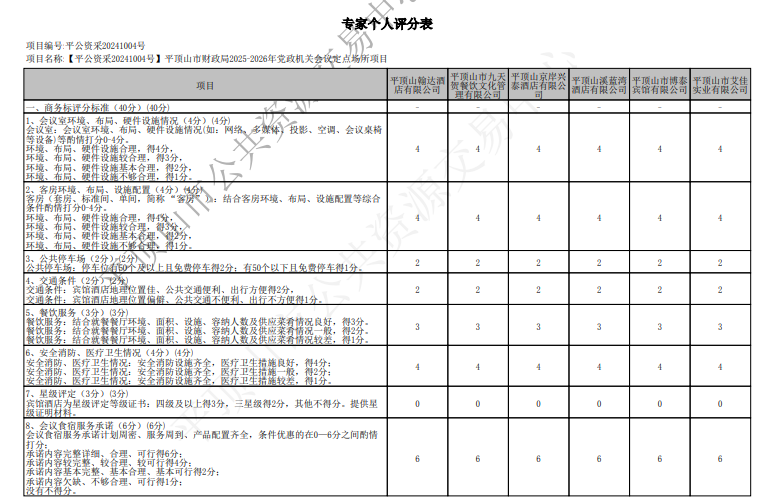 专家个人评分表
项目编号:平公资采20241004号
项目名称:【平公资采20241004号】平顶山市财政局2025-2026年党政机关会议定点场所项目
项目 平顶山翰达酒店有限公司 平顶山市九天贺餐饮文化管理有限公司 平顶山京岸兴泰酒店有限公司 平顶山溪蓝湾酒店有限公司 平顶山市博泰宾馆有限公司 平顶山市艾佳实业有限公司
一、商务标评分标准（40分）(40分) - - - - - -
1、会议室环境、布局、硬件设施情况（4分）(4分)
会议室：会议室环境、布局、硬件设施情况(如：网络、多媒体、投影、空调、会议桌椅
等设备)等酌情打分0-4分。
环境、布局、硬件设施合理，得4分，
环境、布局、硬件设施较合理，得3分，
环境、布局、硬件设施基本合理，得2分，
环境、布局、硬件设施不够合理，得1分。
4 4 4 4 4 4
2、客房环境、布局、设施配置（4分）(4分)
客房（套房、标准间、单间，简称“客房”）：结合客房环境、布局、设施配置等综合
条件酌情打分0-4分。
环境、布局、硬件设施合理，得4分，
环境、布局、硬件设施较合理，得3分，
环境、布局、硬件设施基本合理，得2分，
环境、布局、硬件设施不够合理，得1分。
4 4 4 4 4 4
3、公共停车场（2分）(2分)
公共停车场：停车位有50个及以上且免费停车得2分；有50个以下且免费停车得1分。
2 2 2 2 2 2
4、交通条件（2分）(2分)
交通条件：宾馆酒店地理位置佳、公共交通便利、出行方便得2分，
交通条件：宾馆酒店地理位置偏僻、公共交通不便利、出行不方便得1分。
2 2 2 2 2 2
5、餐饮服务（3分）(3分)
餐饮服务：结合就餐餐厅环境、面积、设施、容纳人数及供应菜肴情况良好，得3分。
餐饮服务：结合就餐餐厅环境、面积、设施、容纳人数及供应菜肴情况一般，得2分。
餐饮服务：结合就餐餐厅环境、面积、设施、容纳人数及供应菜肴情况较差，得1分。
3 3 3 3 3 3
6、安全消防、医疗卫生情况（4分）(4分)
安全消防、医疗卫生情况：安全消防设施齐全，医疗卫生措施良好，得4分；
安全消防、医疗卫生情况：安全消防设施齐全，医疗卫生措施一般，得2分；
安全消防、医疗卫生情况：安全消防设施齐全，医疗卫生措施较差，得1分。
4 4 4 4 4 4
7、星级评定（3分）(3分)
宾馆酒店为星级评定等级证书：四级及以上得3分，三星级得2分，其他不得分。提供星
级证明材料。
0 0 0 0 0 0
8、会议食宿服务承诺（6分）(6分)
会议食宿服务承诺计划周密、服务周到、产品配置齐全，条件优惠的在0—6分之间酌情
打分；
承诺内容完整详细、合理、可行得6分；
承诺内容较完整、较合理、较可行得4分；
承诺内容基本完整、基本合理、基本可行得2分；
承诺内容欠缺、不够合理、可行得1分；
没有不得分。
6 6 6 6 6 6
平顶山市公共资源交易中心
平顶山市公共资源交易中心